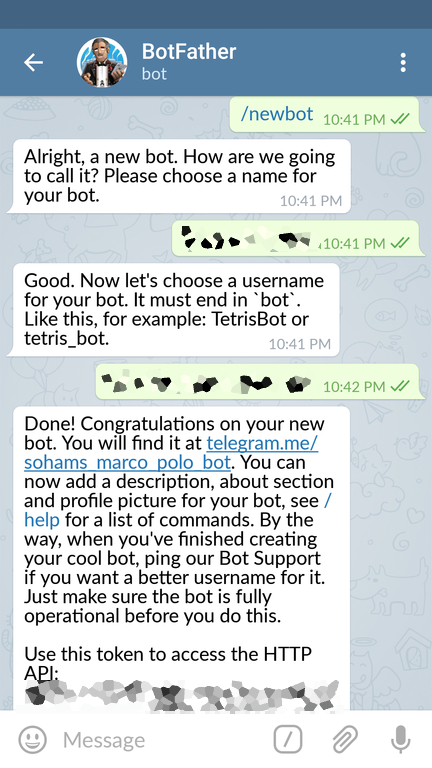 BotFather
bot
/newbot 10:41 PM
Alright, a new bot. How are we going
to call it? Please choose a name for
your bot.
10:41 PM
10:41 PM
Good. Now let's choose a username
for your bot. It must end in `bot`.
Like this, for example: TetrisBot or
tetris_bot.
10:41 PM
10:42 PM
Done! Congratulations on your new
bot. You will find it at telegram.me/
sohams_marco_polo_bot. You can
now add a description, about section
and profile picture for your bot, see /
help for a list of commands. By the
way, when you've finished creating
your cool bot, ping our Bot Support
if you want a better username for it.
Just make sure the bot is fully
operational before you do this.
Use this token to access the HTTP
API:
Message